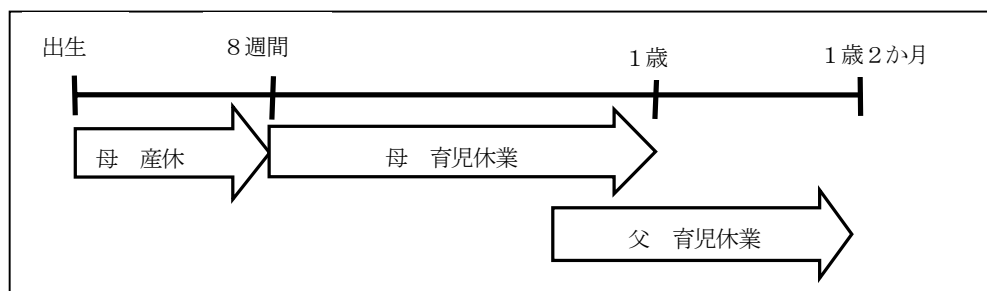 出生
８週間
１歳
１歳２か月
母　産休
母　育児休業
父　育児休業